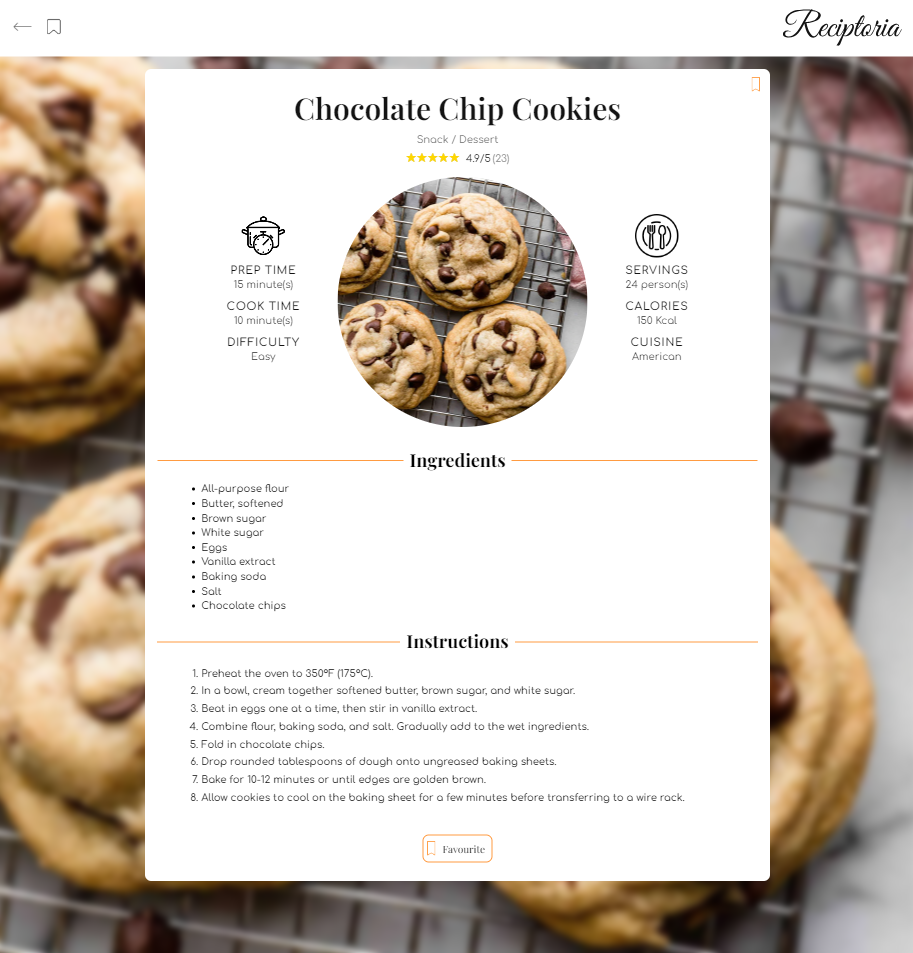 Reciptoria
Chocolate Chip Cookies
Snack / Dessert
4.9/5 (23)
PREP TIME
15 minute(s)
COOK TIME
10 minute(s)
DIFFICULTY
Easy
SERVINGS
24 person(s)
CALORIES
150 Kcal
CUISINE
American
Ingredients
• All-purpose flour
• Butter, softened
• Brown sugar
• White sugar
• Eggs
• Vanilla extract
• Baking soda
• Salt
• Chocolate chips
Instructions
1. Preheat the oven to 350°F (175°C).
2. In a bowl, cream together softened butter, brown sugar, and white sugar.
3. Beat in eggs one at a time, then stir in vanilla extract.
4. Combine flour, baking soda, and salt. Gradually add to the wet ingredients.
5. Fold in chocolate chips.
6. Drop rounded tablespoons of dough onto ungreased baking sheets.
7. Bake for 10-12 minutes or until edges are golden brown.
8. Allow cookies to cool on the baking sheet for a few minutes before transferring to a wire rack.
Favourite